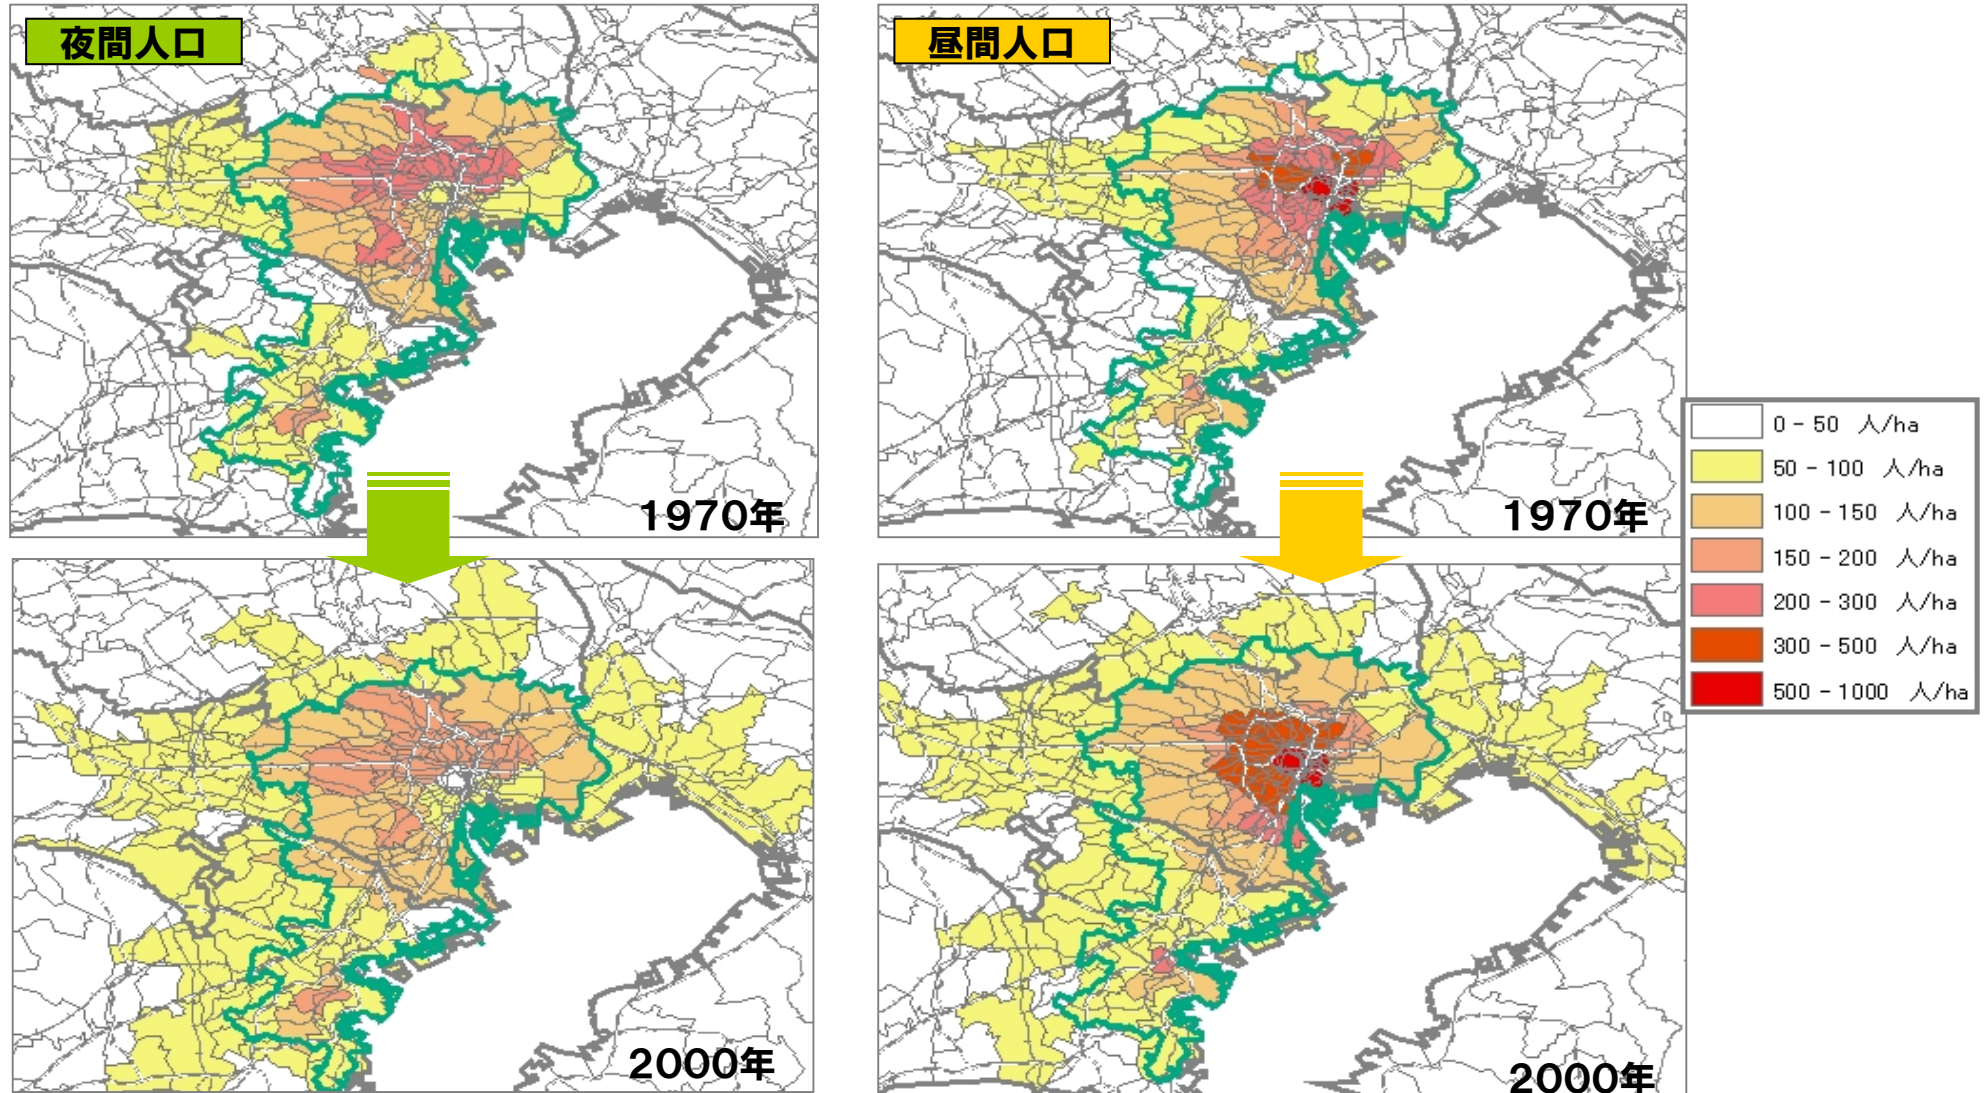 夜間人口
昼間人口
1970年
1970年
0 - 50 人/ha
50 - 100 人/ha
100 - 150 人/ha
150 - 200 人/ha
200 - 300 人/ha
300 - 500 人/ha
500 - 1000 人/ha
2000年
2000年